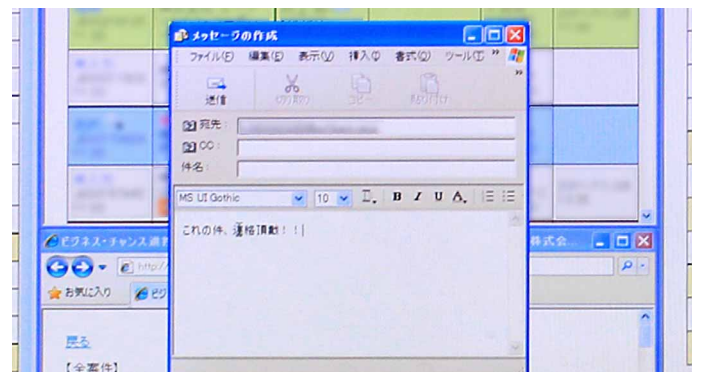 メッセージの作成
ファイル(F) 編集(E) 表示(V) 挿入(I) 書式(O) ツール(T) »
送信 切り取り コピー 貼り付け »
宛先:
CC:
件名:
MS UI Gothic 10 B I U A
これの件、連絡頂戴!!
ビジネス・チャンス 株式会
http:/
お気に入り ビジ
戻る
【全案件】